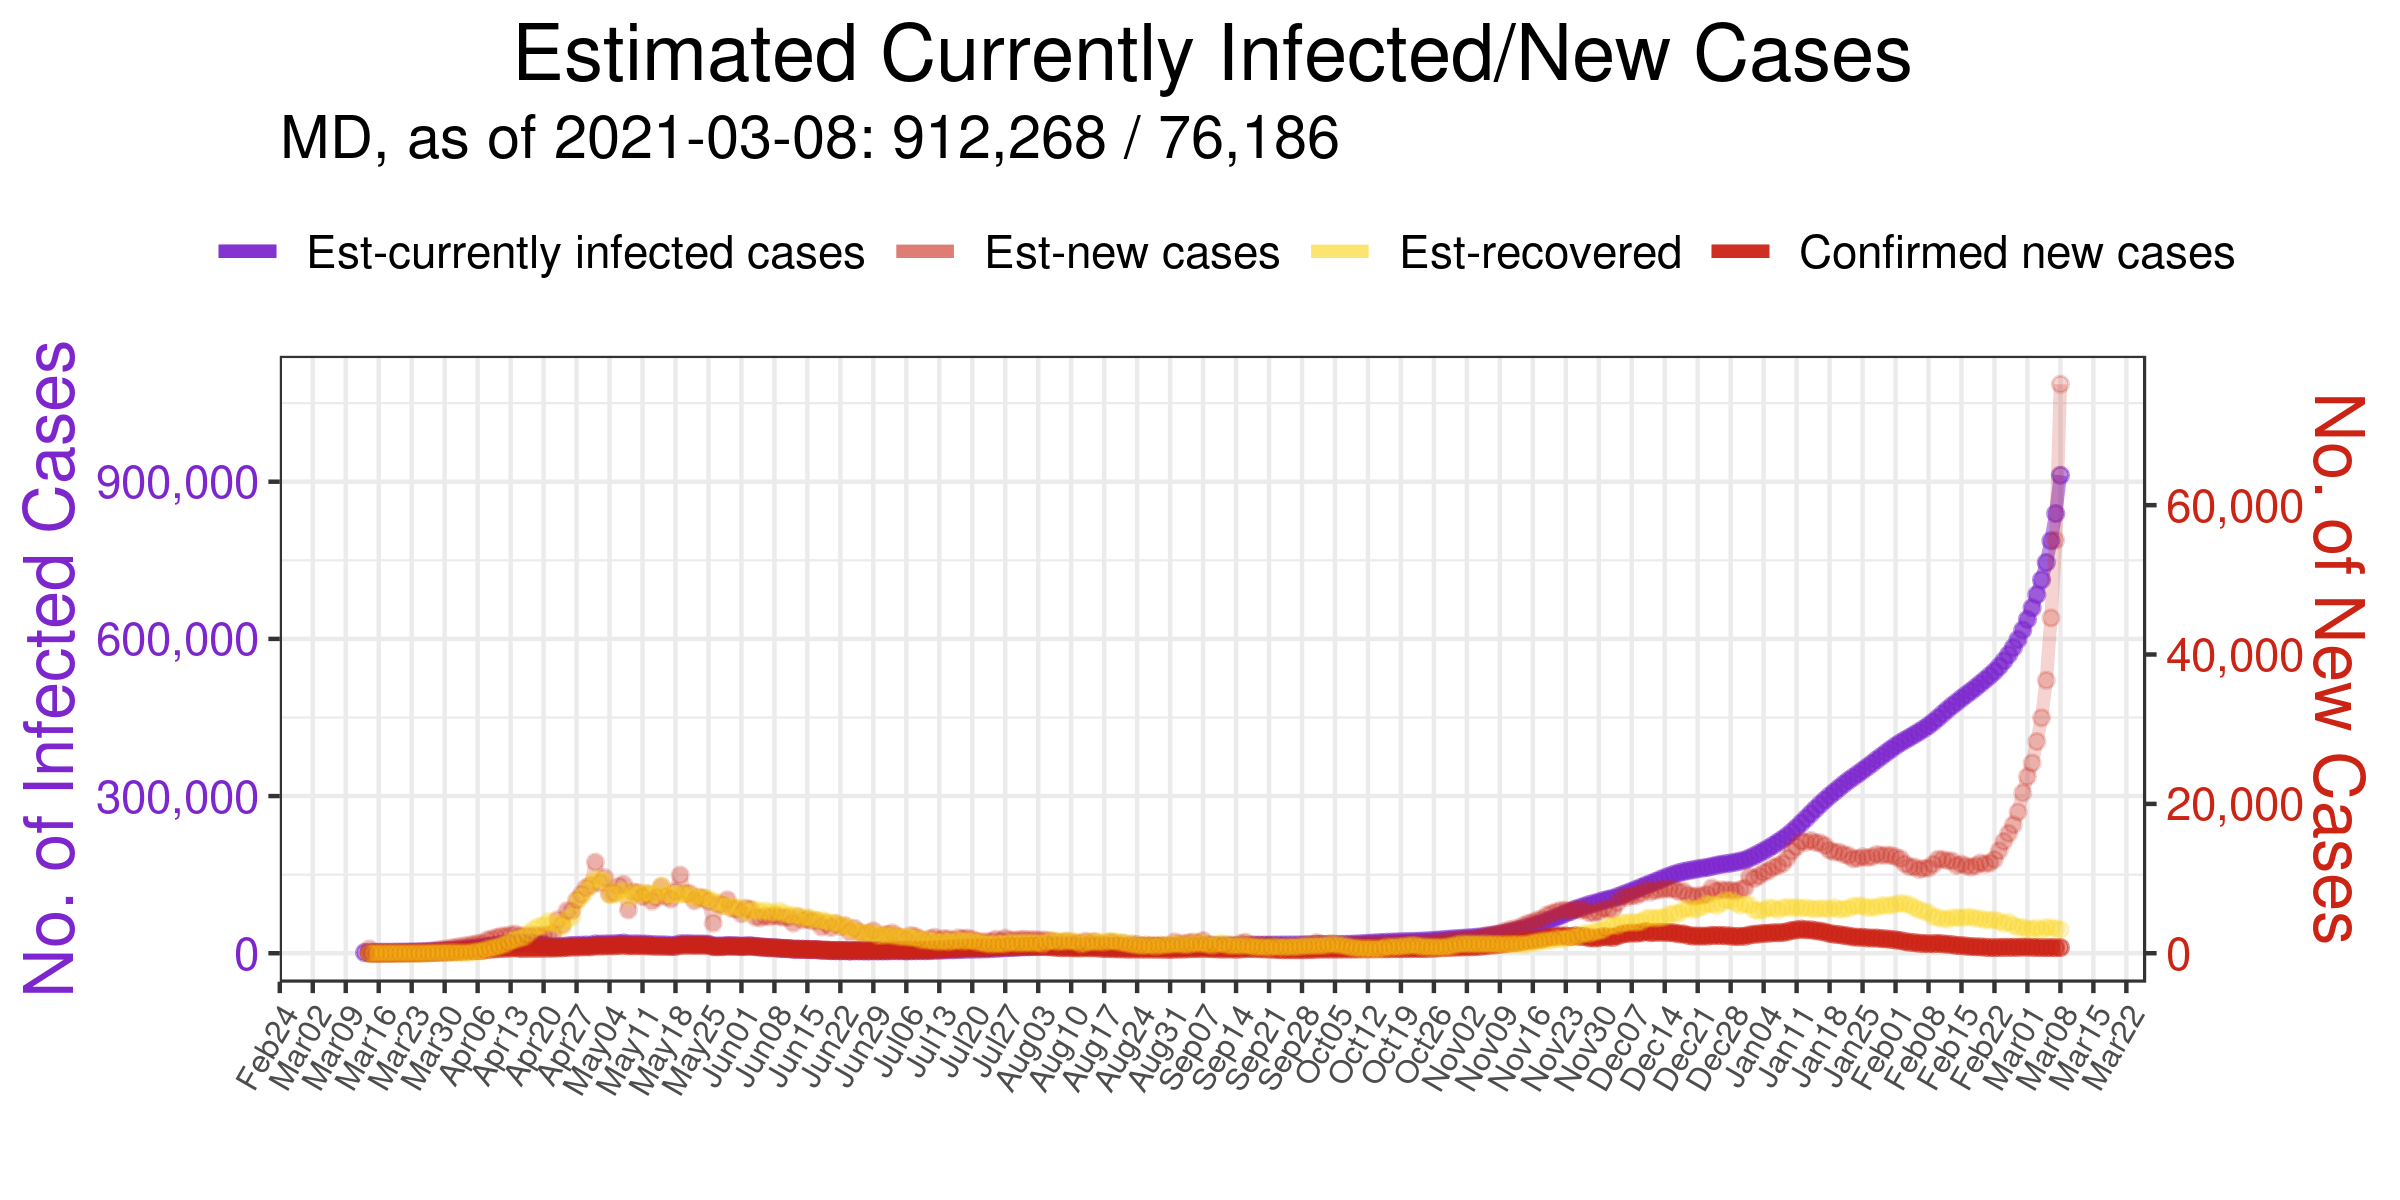 Estimated Currently Infected/New Cases
MD, as of 2021-03-08: 912,268 / 76,186
Est-currently infected cases Est-new cases Est-recovered Confirmed new cases
No. of Infected Cases
900,000
600,000
300,000
0
60,000
40,000
20,000
0
No. of New Cases
Feb24 Mar02 Mar09 Mar16 Mar23 Mar30 Apr06 Apr13 Apr20 Apr27 May04 May11 May18 May25 Jun01 Jun08 Jun15 Jun22 Jun29 Jul06 Jul13 Jul20 Jul27 Aug03 Aug10 Aug17 Aug24 Aug31 Sep07 Sep14 Sep21 Sep28 Oct05 Oct12 Oct19 Oct26 Nov02 Nov09 Nov16 Nov23 Nov30 Dec07 Dec14 Dec21 Dec28 Jan04 Jan11 Jan18 Jan25 Feb01 Feb08 Feb15 Feb22 Mar01 Mar08 Mar15 Mar22